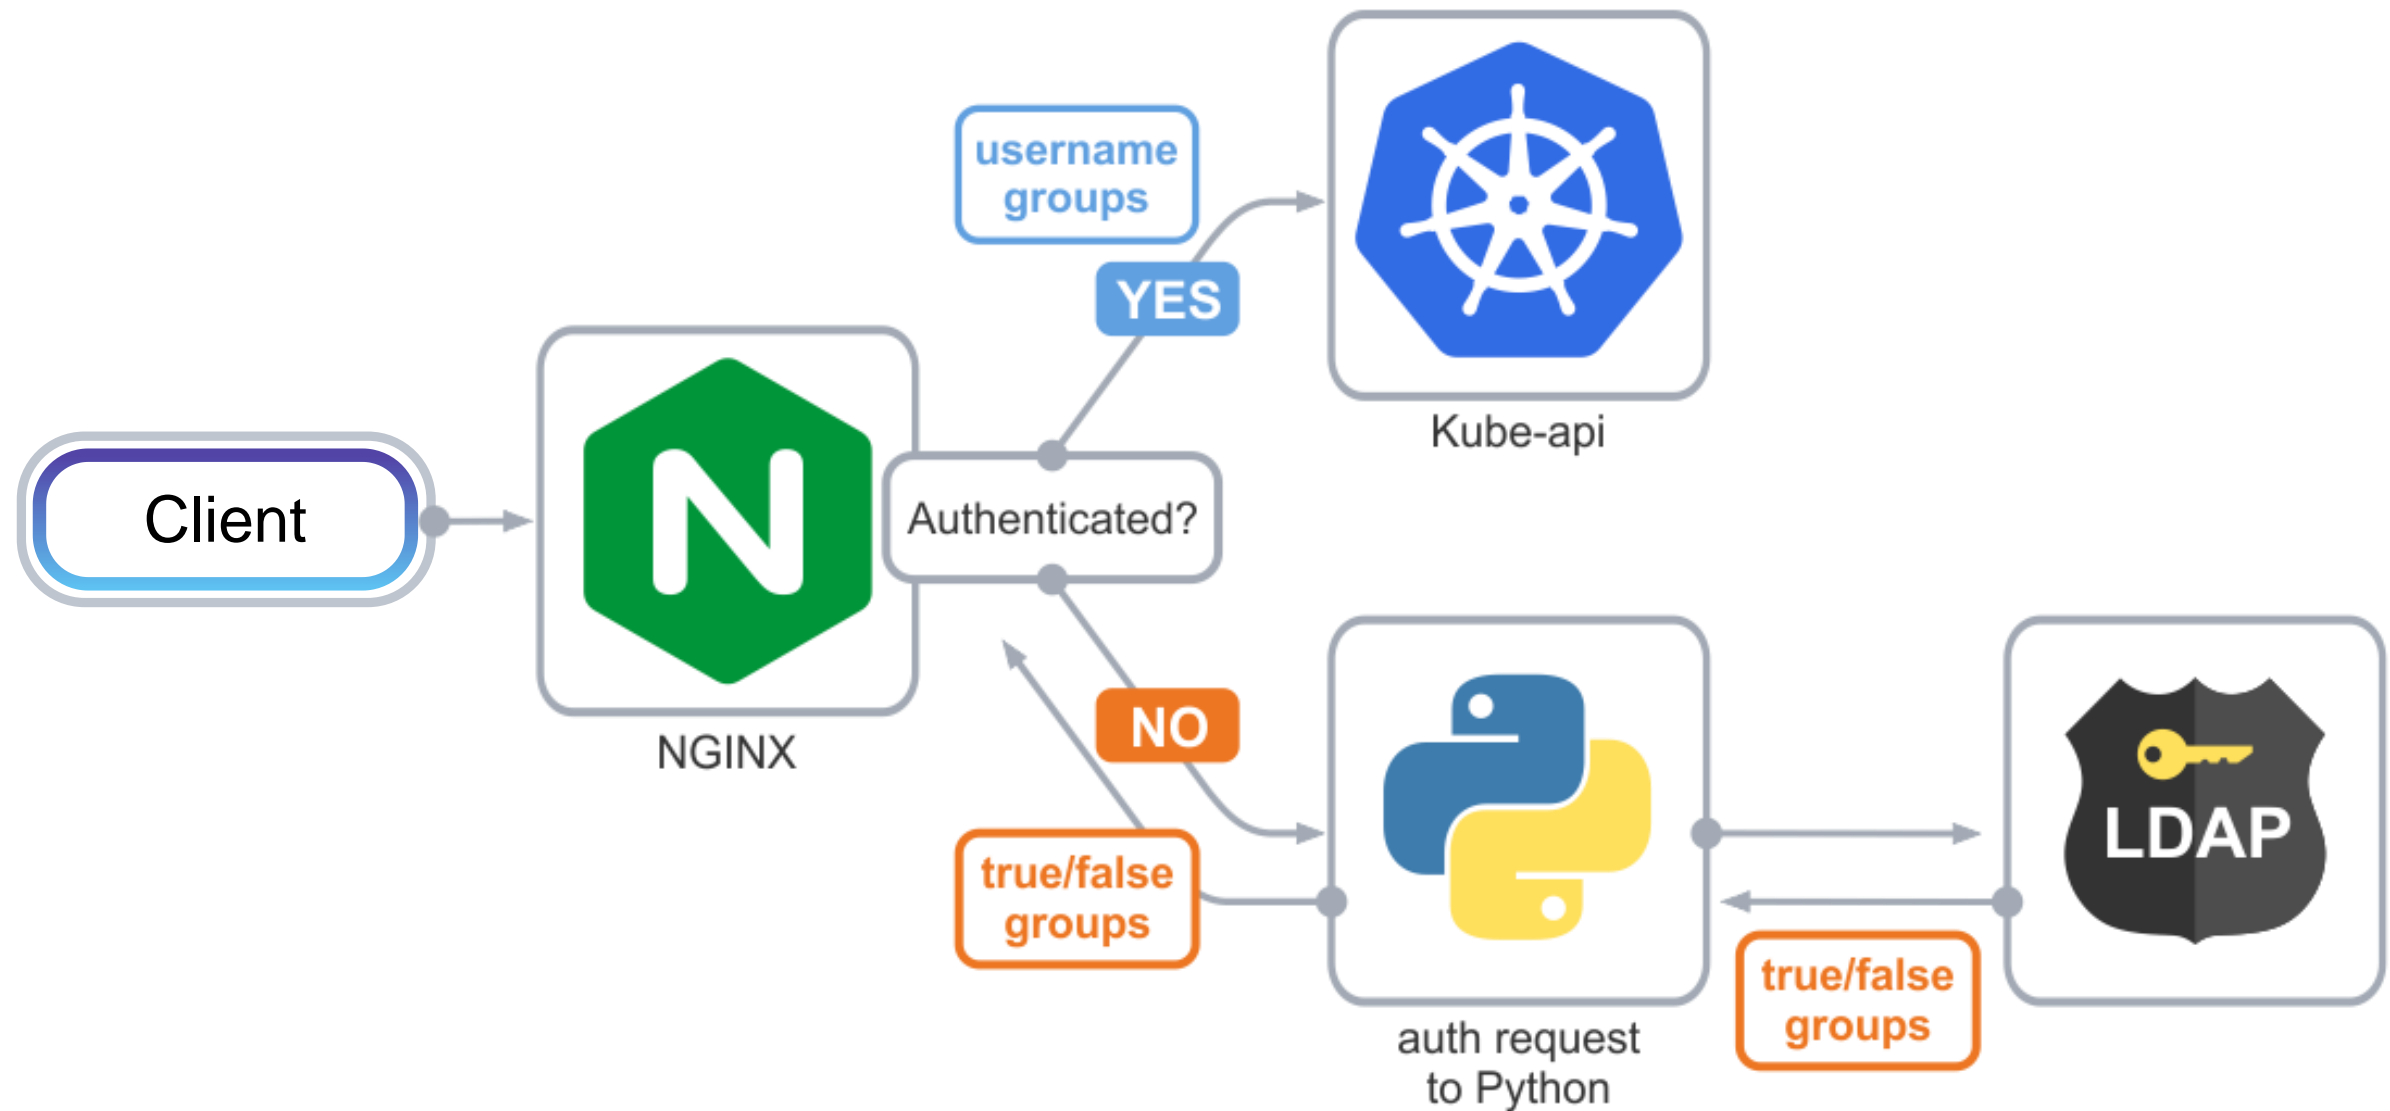 username
groups
YES
Kube-api
Client
N
Authenticated?
NGINX
NO
true/false
groups
LDAP
true/false
groups
auth request
to Python